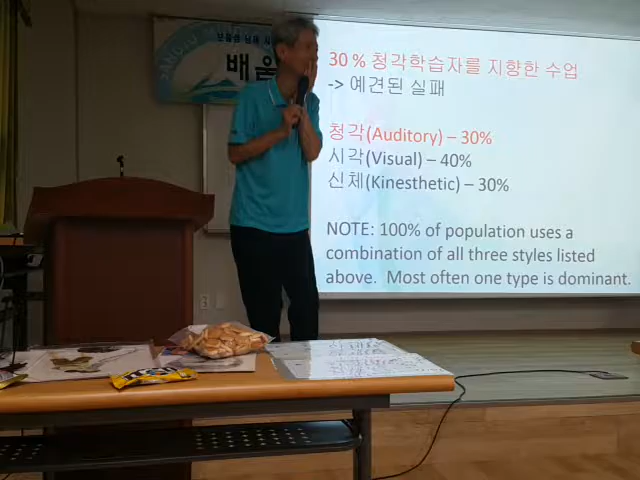 배움
30 % 청각학습자를 지향한 수업
-> 예견된 실패
청각(Auditory) – 30%
시각(Visual) – 40%
신체(Kinesthetic) – 30%
NOTE: 100% of population uses a
combination of all three styles listed
above. Most often one type is dominant.